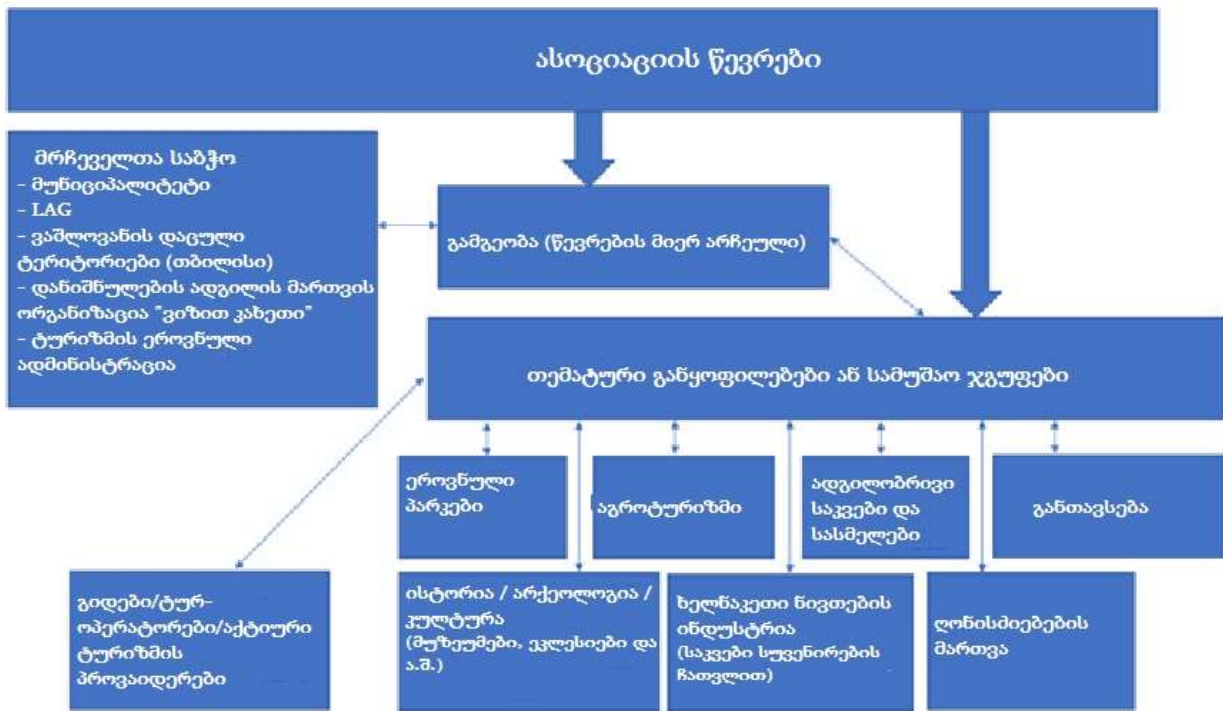 ასოციაციის წევრები
მრჩეველთა საბჭო
- მუნიციპალიტეტი
- LAG
- ვაშლოვანის დაცული
ტერიტორიები (თბილისი)
- დანიშნულების ადგილის მართვის
ორგანიზაცია "ვიზით კახეთი"
- ტურიზმის ეროვნული
ადმინისტრაცია
გამგეობა (წევრების მიერ არჩეული)
თემატური განყოფილებები ან სამუშაო ჯგუფები
ეროვნული
პარკები
აგროტურიზმი
ადგილობრივი
საკვები და
სასმელები
განთავსება
გიდები/ტურ-
ოპერატორები/აქტიური
ტურიზმის
პროვაიდერები
ისტორია / არქეოლოგია /
კულტურა
(მუზეუმები, ეკლესიები და
ა.შ.)
ხელნაკეთი ნივთების
ინდუსტრია
(საკვები სუვენირების
ჩათვლით)
ღონისძიებების
მართვა